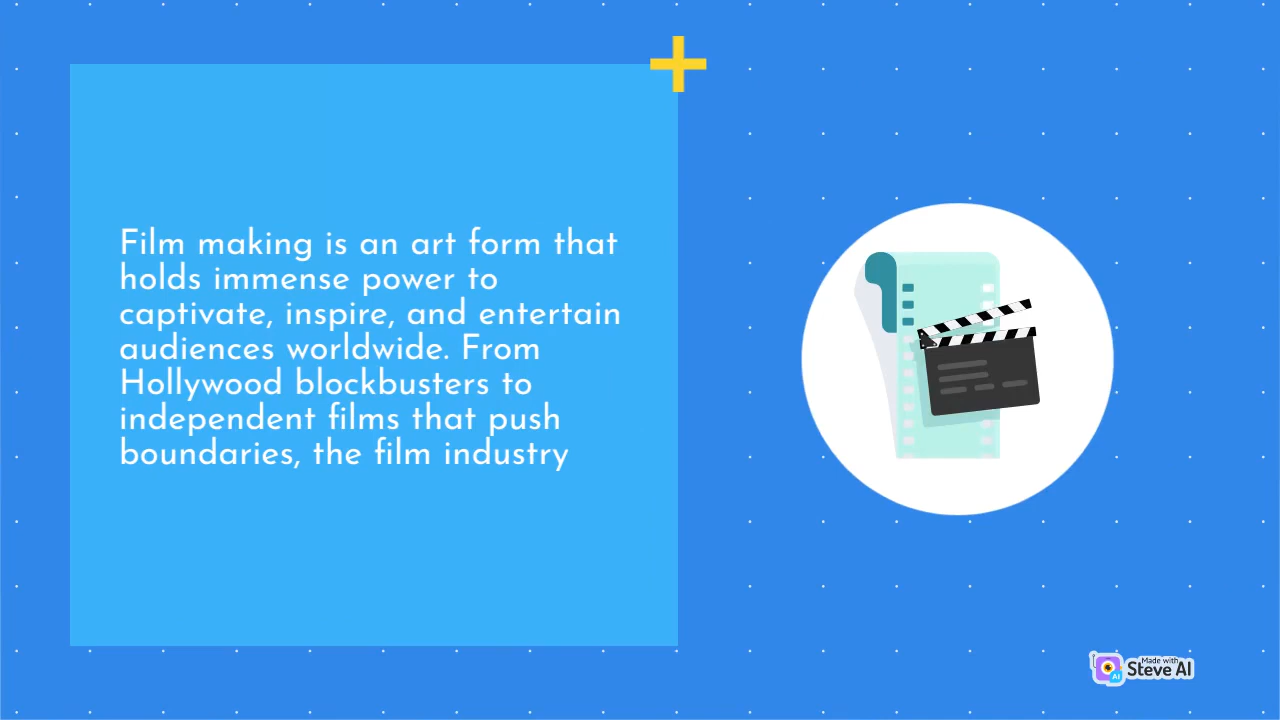 Film making is an art form that
holds immense power to
captivate, inspire, and entertain
audiences worldwide. From
Hollywood blockbusters to
independent films that push
boundaries, the film industry
Made with
Steve AI
AI